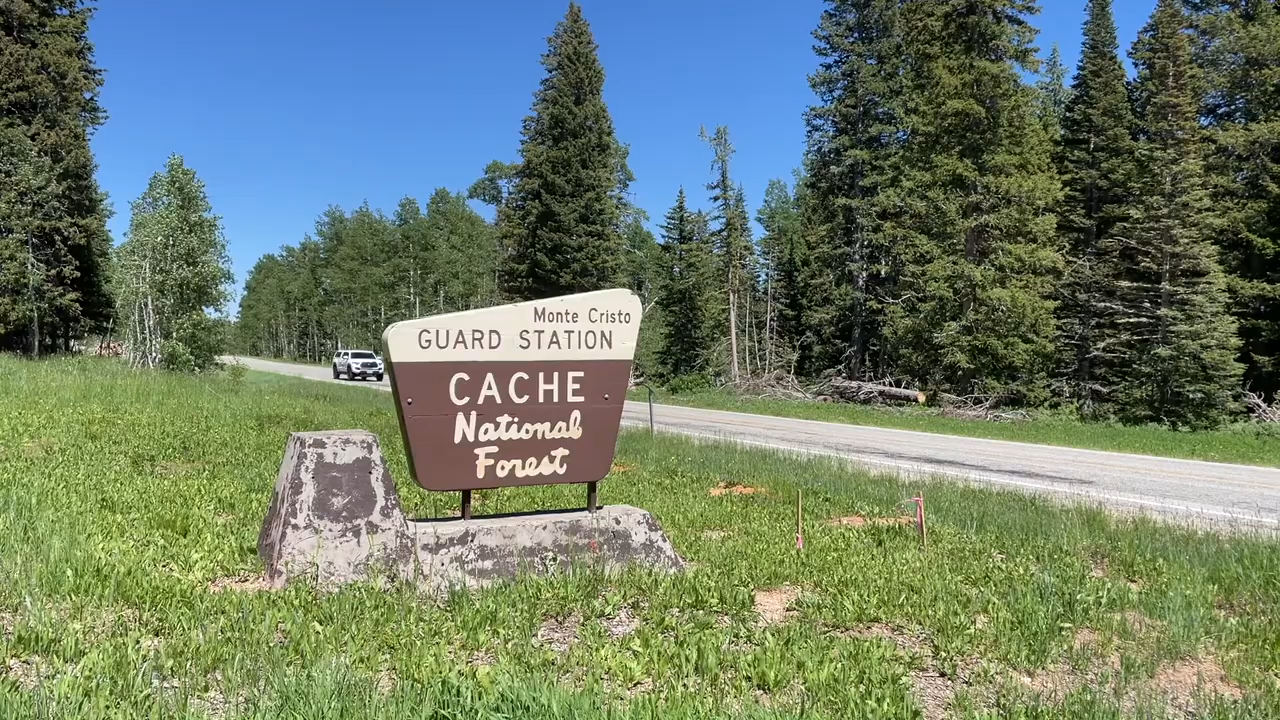 Monte Cristo
GUARD STATION
CACHE
National
Forest